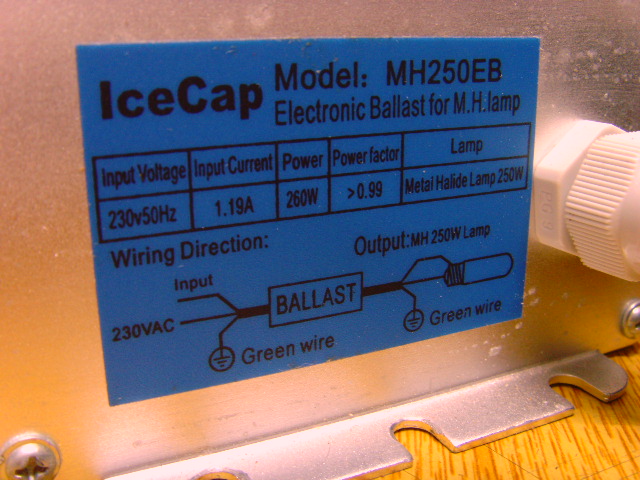 IceCap Model: MH250EB
Electronic Ballast for M.H.lamp
Input Voltage Input Current Power Power factor Lamp
230v50Hz 1.19A 260W >0.99 Metal Halide Lamp 250W
Wiring Direction: Output:MH 250W Lamp
Input
BALLAST
230VAC
Green wire Green wire